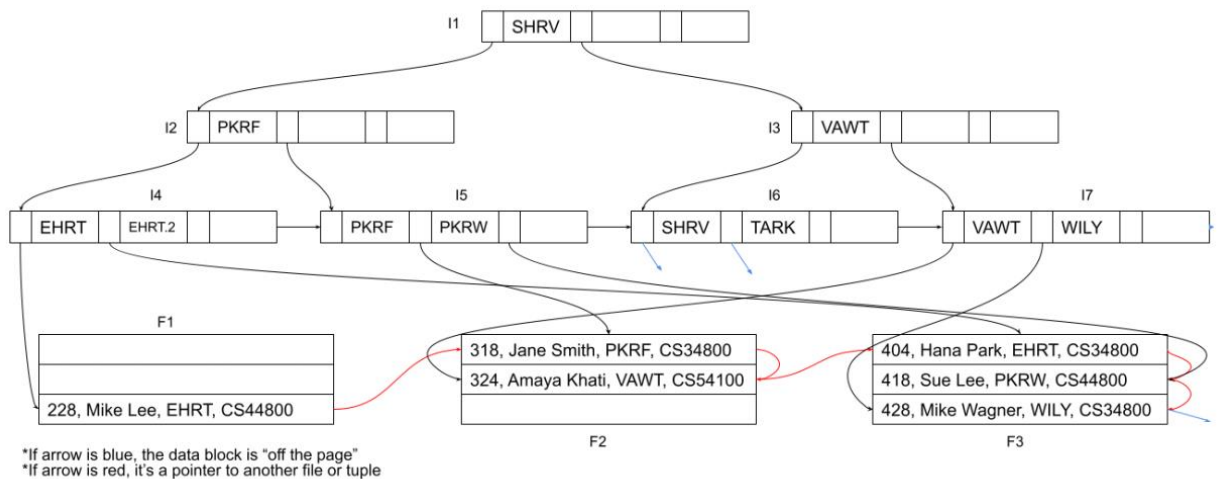 I1
SHRV
I2
PKRF
I3
VAWT
I4
I5
I6
I7
EHRT EHRT.2
PKRF PKRW
SHRV TARK
VAWT WILY
F1
228, Mike Lee, EHRT, CS44800
318, Jane Smith, PKRF, CS34800
324, Amaya Khati, VAWT, CS54100
F2
404, Hana Park, EHRT, CS34800
418, Sue Lee, PKRW, CS44800
428, Mike Wagner, WILY, CS34800
F3
*If arrow is blue, the data block is “off the page”
*If arrow is red, it's a pointer to another file or tuple